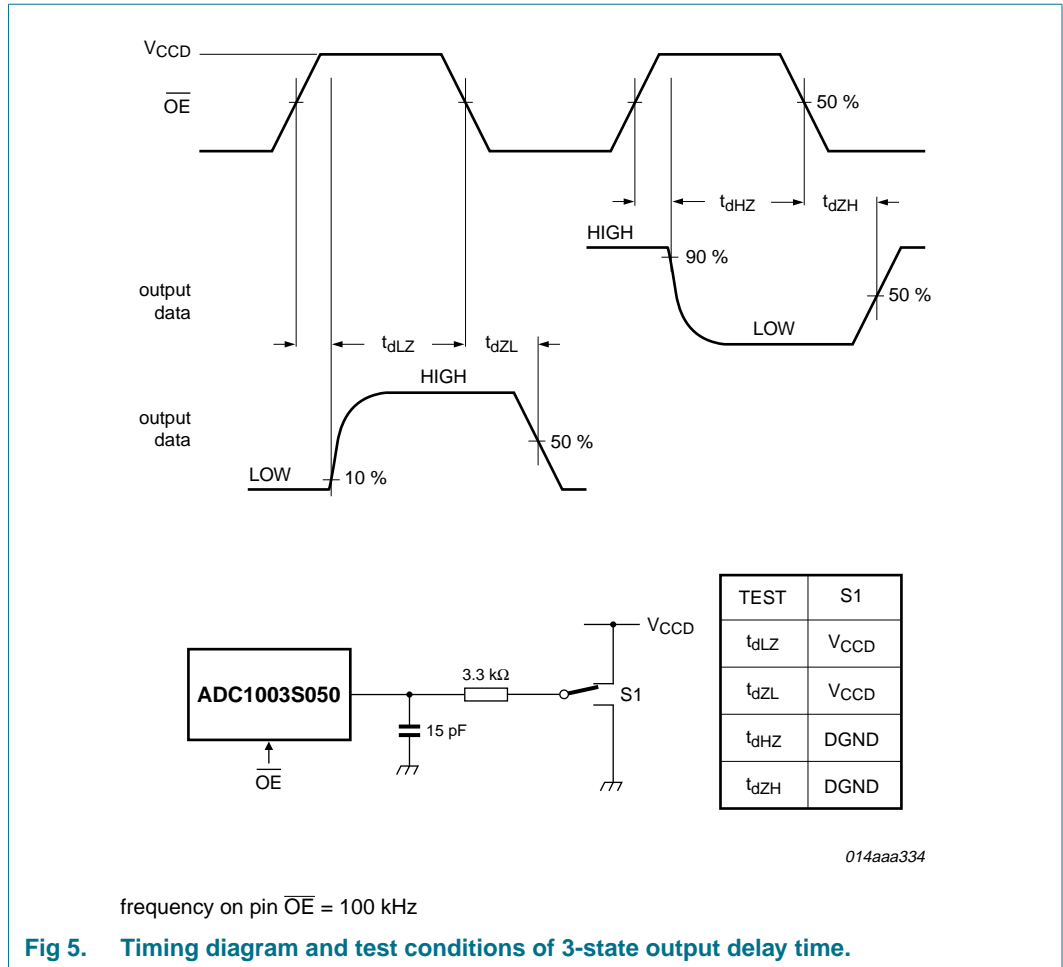 VCCD
OE
50 %
tdHZ
tdZH
HIGH
90 %
output
data
50 %
LOW
tdLZ
tdZL
HIGH
output
data
50 %
LOW
10 %
TEST S1
tdLZ VCCD
tdZL VCCD
tdHZ DGND
tdZH DGND
VCCD
3.3 kΩ
S1
ADC1003S050
15 pF
OE
014aaa334
frequency on pin OE = 100 kHz
Fig 5. Timing diagram and test conditions of 3-state output delay time.